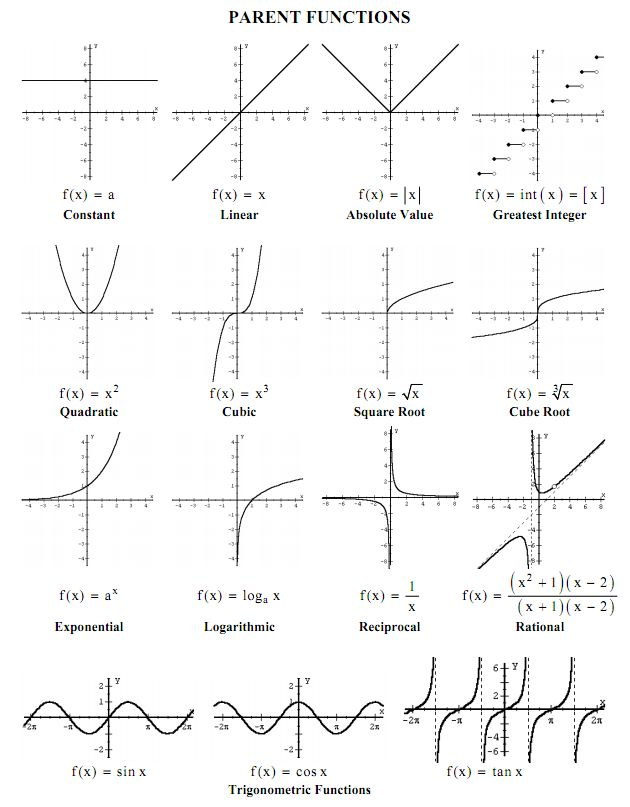 PARENT FUNCTIONS
f(x) = a
Constant
f(x) = x
Linear
f(x) = |x|
Absolute Value
f(x) = int(x) = [x]
Greatest Integer
f(x) = x²
Quadratic
f(x) = x³
Cubic
f(x) = √x
Square Root
f(x) = ∛x
Cube Root
f(x) = aˣ
Exponential
f(x) = logₐ x
Logarithmic
f(x) = 1/x
Reciprocal
f(x) = (x² + 1)(x − 2) / (x + 1)(x − 2)
Rational
f(x) = sin x
f(x) = cos x
f(x) = tan x
Trigonometric Functions